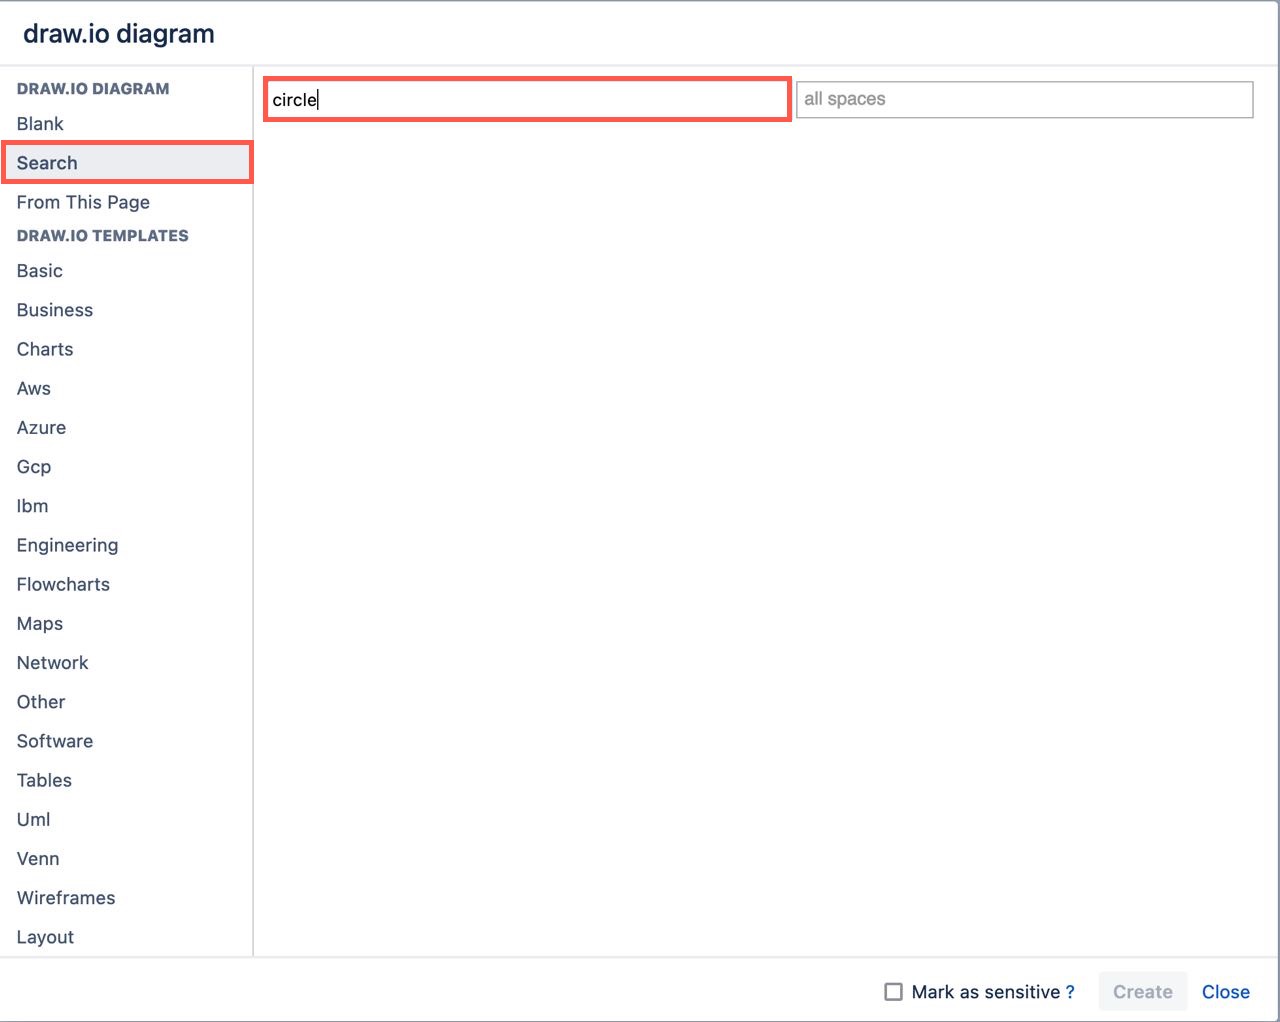 draw.io diagram
DRAW.IO DIAGRAM
Blank
Search
From This Page
DRAW.IO TEMPLATES
Basic
Business
Charts
Aws
Azure
Gcp
Ibm
Engineering
Flowcharts
Maps
Network
Other
Software
Tables
Uml
Venn
Wireframes
Layout
circle
all spaces
Mark as sensitive ?
Create
Close